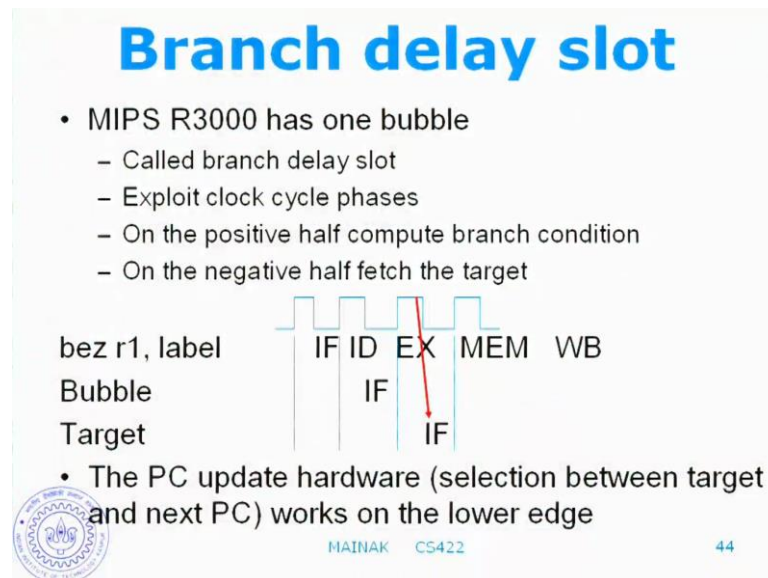 Branch delay slot
• MIPS R3000 has one bubble
– Called branch delay slot
– Exploit clock cycle phases
– On the positive half compute branch condition
– On the negative half fetch the target
bez r1, label IF ID EX MEM WB
Bubble IF
Target IF
• The PC update hardware (selection between target
and next PC) works on the lower edge
MAINAK CS422 44